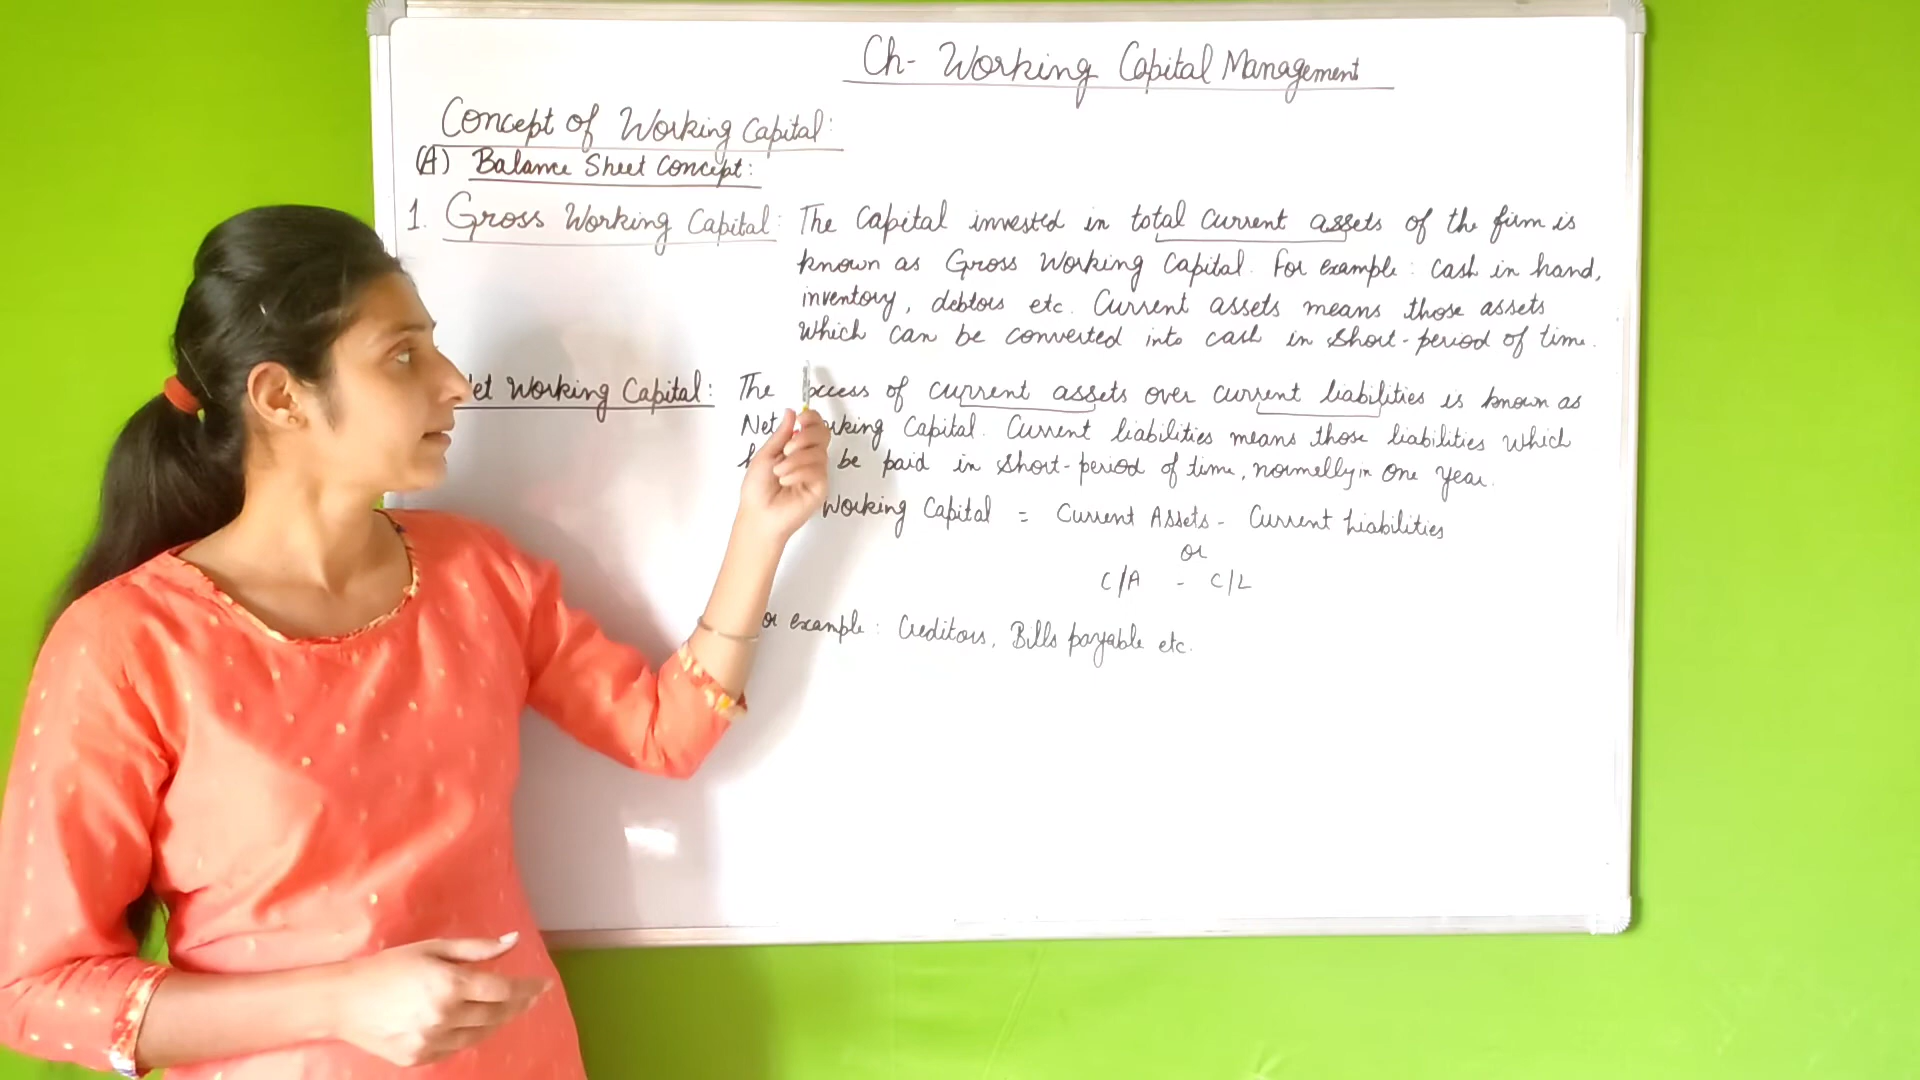 Ch- Working Capital Management
Concept of Working Capital:
(A) Balance Sheet Concept:
1. Gross Working Capital: The Capital invested in total current assets of the firm is
known as Gross Working Capital. For example: Cash in hand,
inventory, debtors etc. Current assets means those assets
which can be converted into cash in short-period of time.
Working Capital: The of current assets over current liabilities is known as
Net Capital. Current liabilities means those liabilities which
be paid in short-period of time, normelly in one year.
Working Capital = Current Assets - Current Liabilities
or
C/A - C/L
example: Creditors, Bills payable etc.